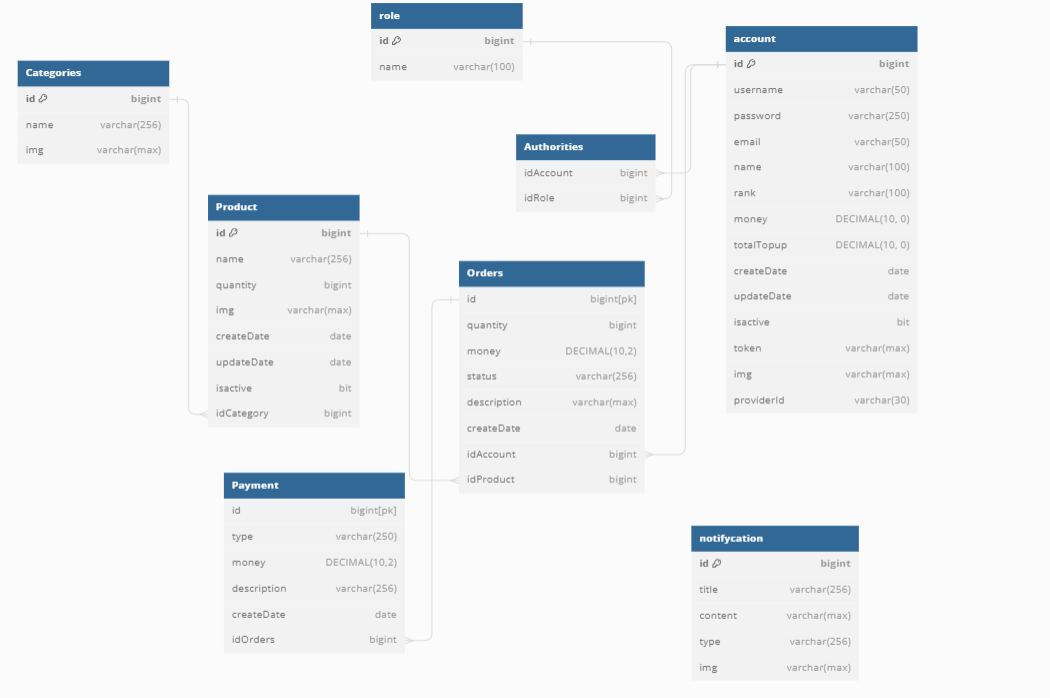 role
id bigint
name varchar(100)
account
id bigint
username varchar(50)
password varchar(250)
email varchar(50)
name varchar(100)
rank varchar(100)
money DECIMAL(10, 0)
totalTopup DECIMAL(10, 0)
createDate date
updateDate date
isactive bit
token varchar(max)
img varchar(max)
providerId varchar(30)
Categories
id bigint
name varchar(256)
img varchar(max)
Authorities
idAccount bigint
idRole bigint
Product
id bigint
name varchar(256)
quantity bigint
img varchar(max)
createDate date
updateDate date
isactive bit
idCategory bigint
Orders
id bigint[pk]
quantity bigint
money DECIMAL(10,2)
status varchar(256)
description varchar(max)
createDate date
idAccount bigint
idProduct bigint
Payment
id bigint[pk]
type varchar(250)
money DECIMAL(10,2)
description varchar(256)
createDate date
idOrders bigint
notifycation
id bigint
title varchar(256)
content varchar(max)
type varchar(256)
img varchar(max)